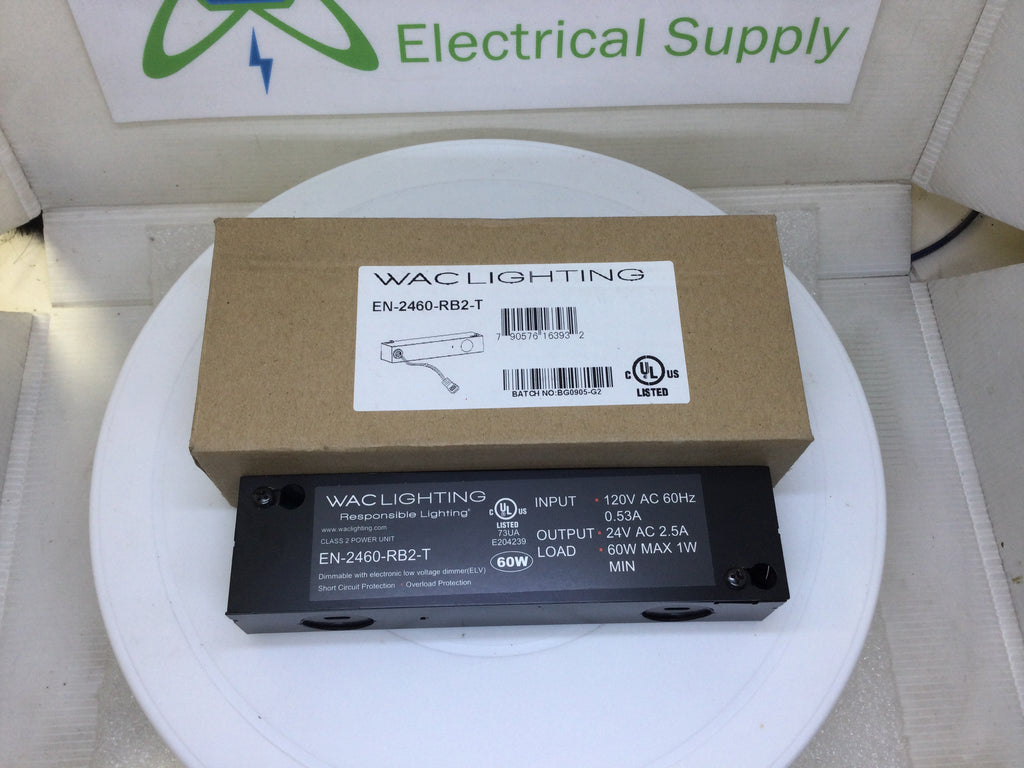 Electrical Supply
WAC LIGHTING
EN-2460-RB2-T
7 90576 16393 2
BATCH NO:BG0905-G2
C UL US
LISTED
WAC LIGHTING
Responsible Lighting®
www.waclighting.com
CLASS 2 POWER UNIT
EN-2460-RB2-T
Dimmable with electronic low voltage dimmer(ELV)
Short Circuit Protection · Overload Protection
C UL US
LISTED
73UA
E204239
60W
INPUT • 120V AC 60Hz
0.53A
OUTPUT • 24V AC 2.5A
LOAD • 60W MAX 1W
MIN